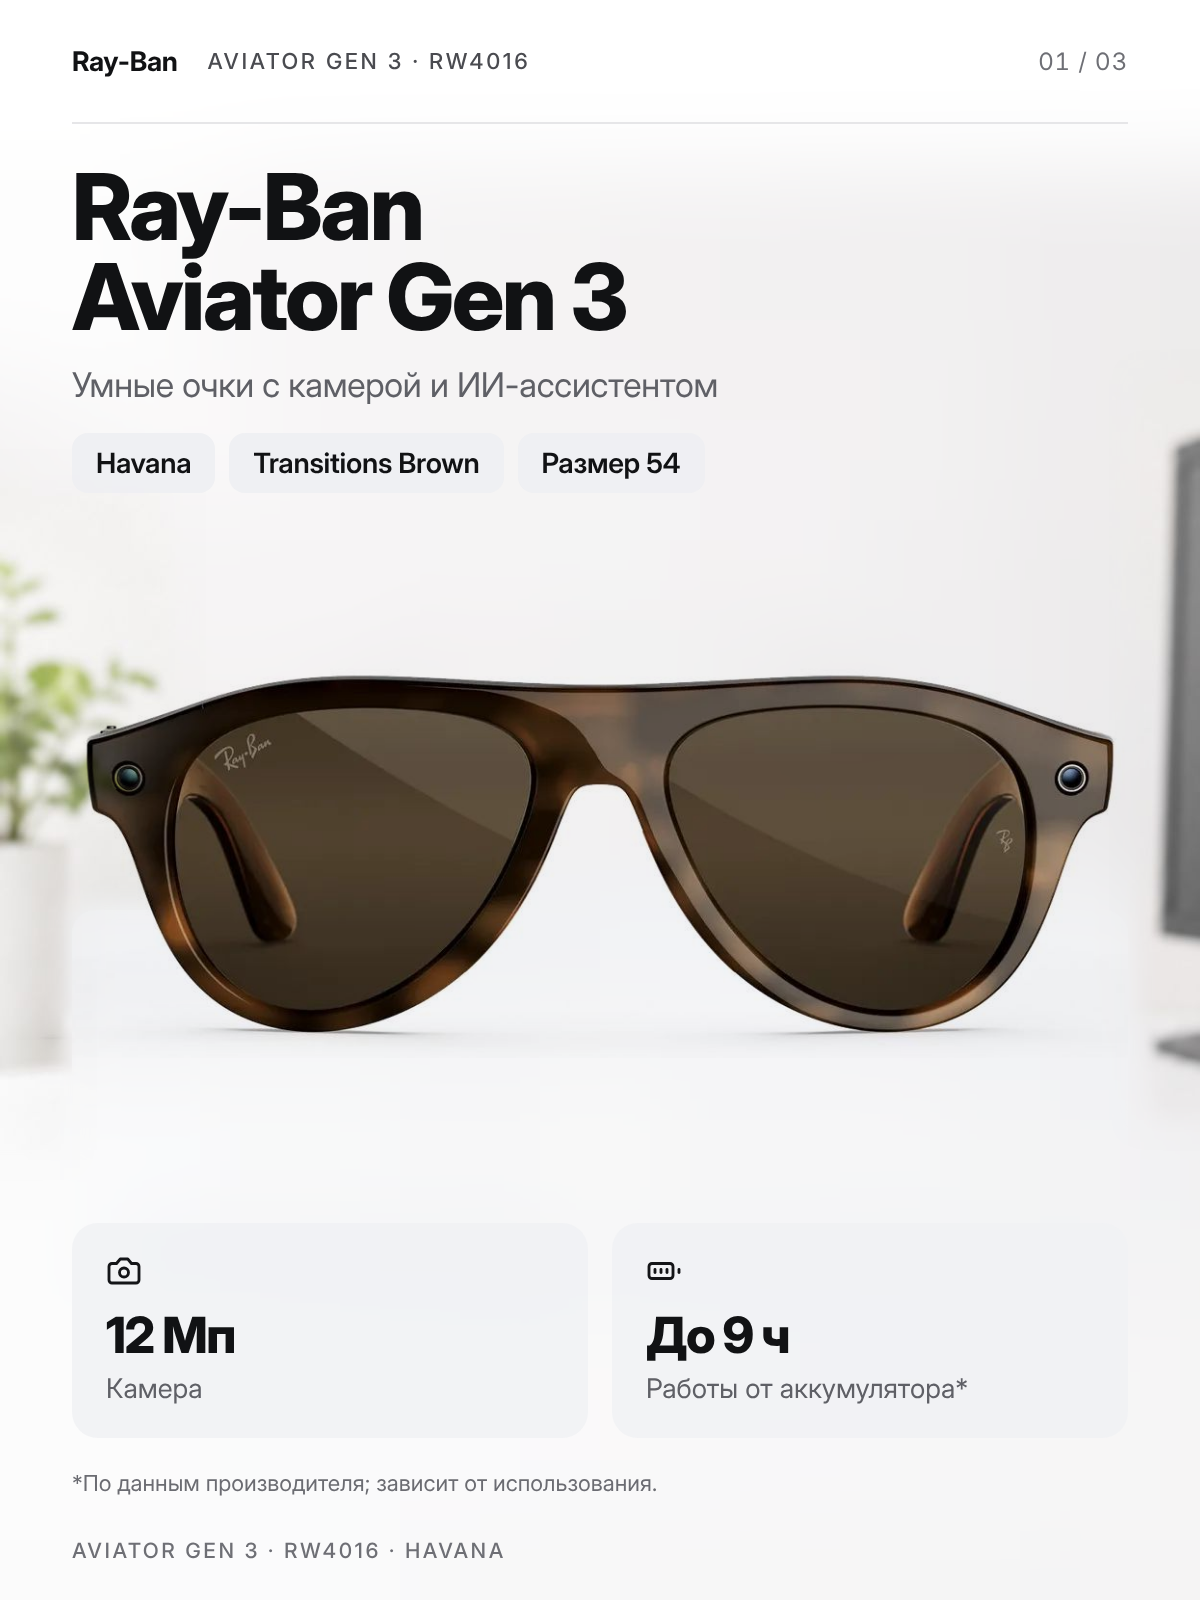 Ray-Ban AVIATOR GEN 3 · RW4016 01 / 03
Ray-Ban
Aviator Gen 3
Умные очки с камерой и ИИ-ассистентом
Havana Transitions Brown Размер 54
Ray-Ban
RB
12 Мп
Камера
До 9 ч
Работы от аккумулятора*
*По данным производителя; зависит от использования.
AVIATOR GEN 3 · RW4016 · HAVANA